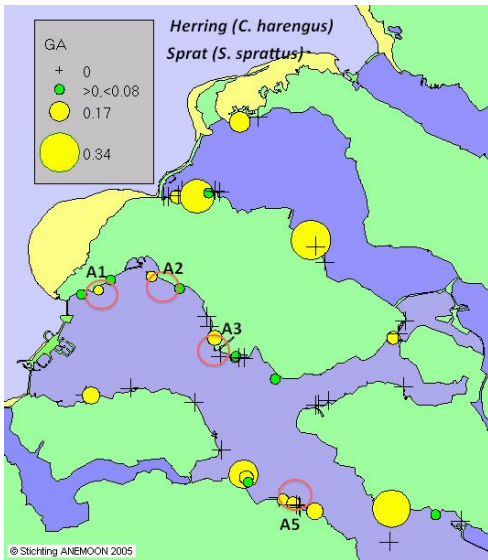 Herring (C. harengus)
Sprat (S. sprattus)
GA
0
>0,<0.08
0.17
0.34
A1
A2
A3
A5
© Stichting ANEMOON 2005